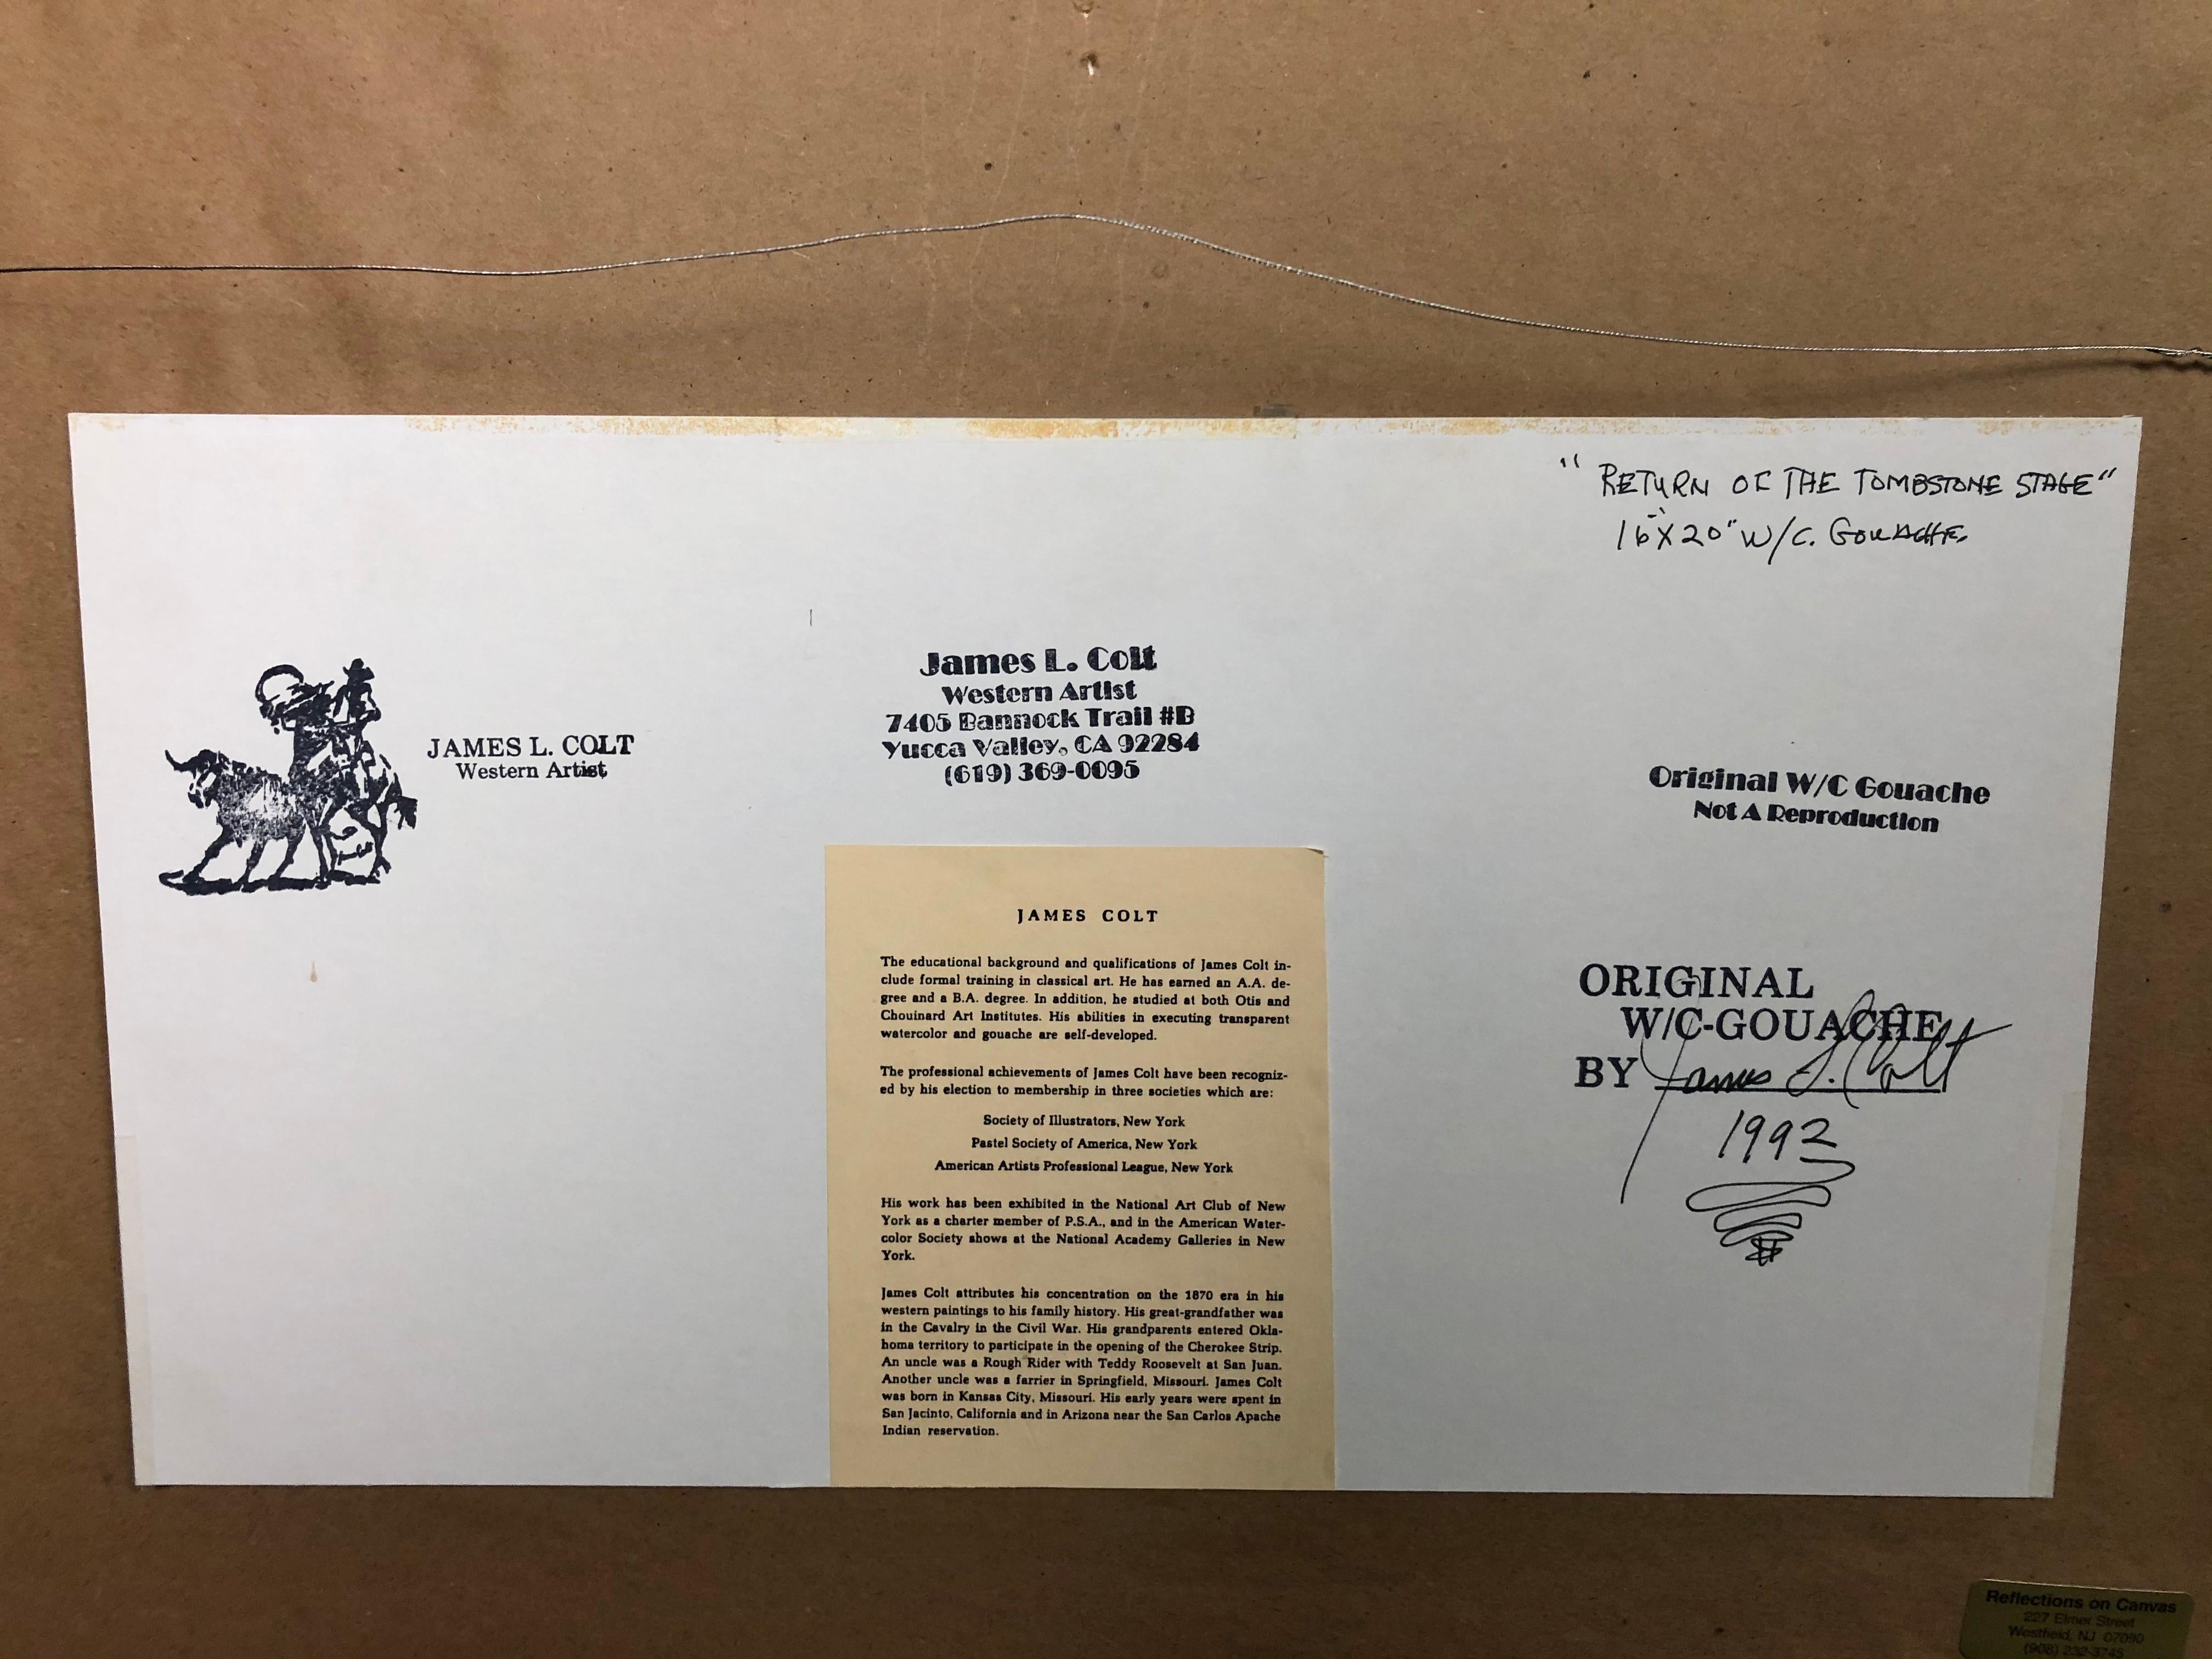 "RETURN OF THE TOMBSTONE STAGE"
16X20" W/C. GOUACHE
JAMES L. COLT
Western Artist
James L. Colt
Western Artist
7405 Bannock Trail #B
Yucca Valley, CA 92284
(619) 369-0095
Original W/C Gouache
Not A Reproduction
JAMES COLT
The educational background and qualifications of James Colt in-
clude formal training in classical art. He has earned an A.A. de-
gree and a B.A. degree. In addition, he studied at both Otis and
Chouinard Art Institutes. His abilities in executing transparent
watercolor and gouache are self-developed.
The professional achievements of James Colt have been recogniz-
ed by his election to membership in three societies which are:
Society of Illustrators, New York
Pastel Society of America, New York
American Artists Professional League, New York
His work has been exhibited in the National Art Club of New
York as a charter member of P.S.A., and in the American Water-
color Society shows at the National Academy Galleries in New
York.
James Colt attributes his concentration on the 1870 era in his
western paintings to his family history. His great-grandfather was
in the Cavalry in the Civil War. His grandparents entered Okla-
homa territory to participate in the opening of the Cherokee Strip.
An uncle was a Rough Rider with Teddy Roosevelt at San Juan.
Another uncle was a farrier in Springfield, Missouri. James Colt
was born in Kansas City, Missouri. His early years were spent in
San Jacinto, California and in Arizona near the San Carlos Apache
Indian reservation.
ORIGINAL
W/C-GOUACHE
BY James L. Colt
1992
Reflections on Canvas
227 Elmer Street
Westfield, NJ 07090
(908) 232-3745